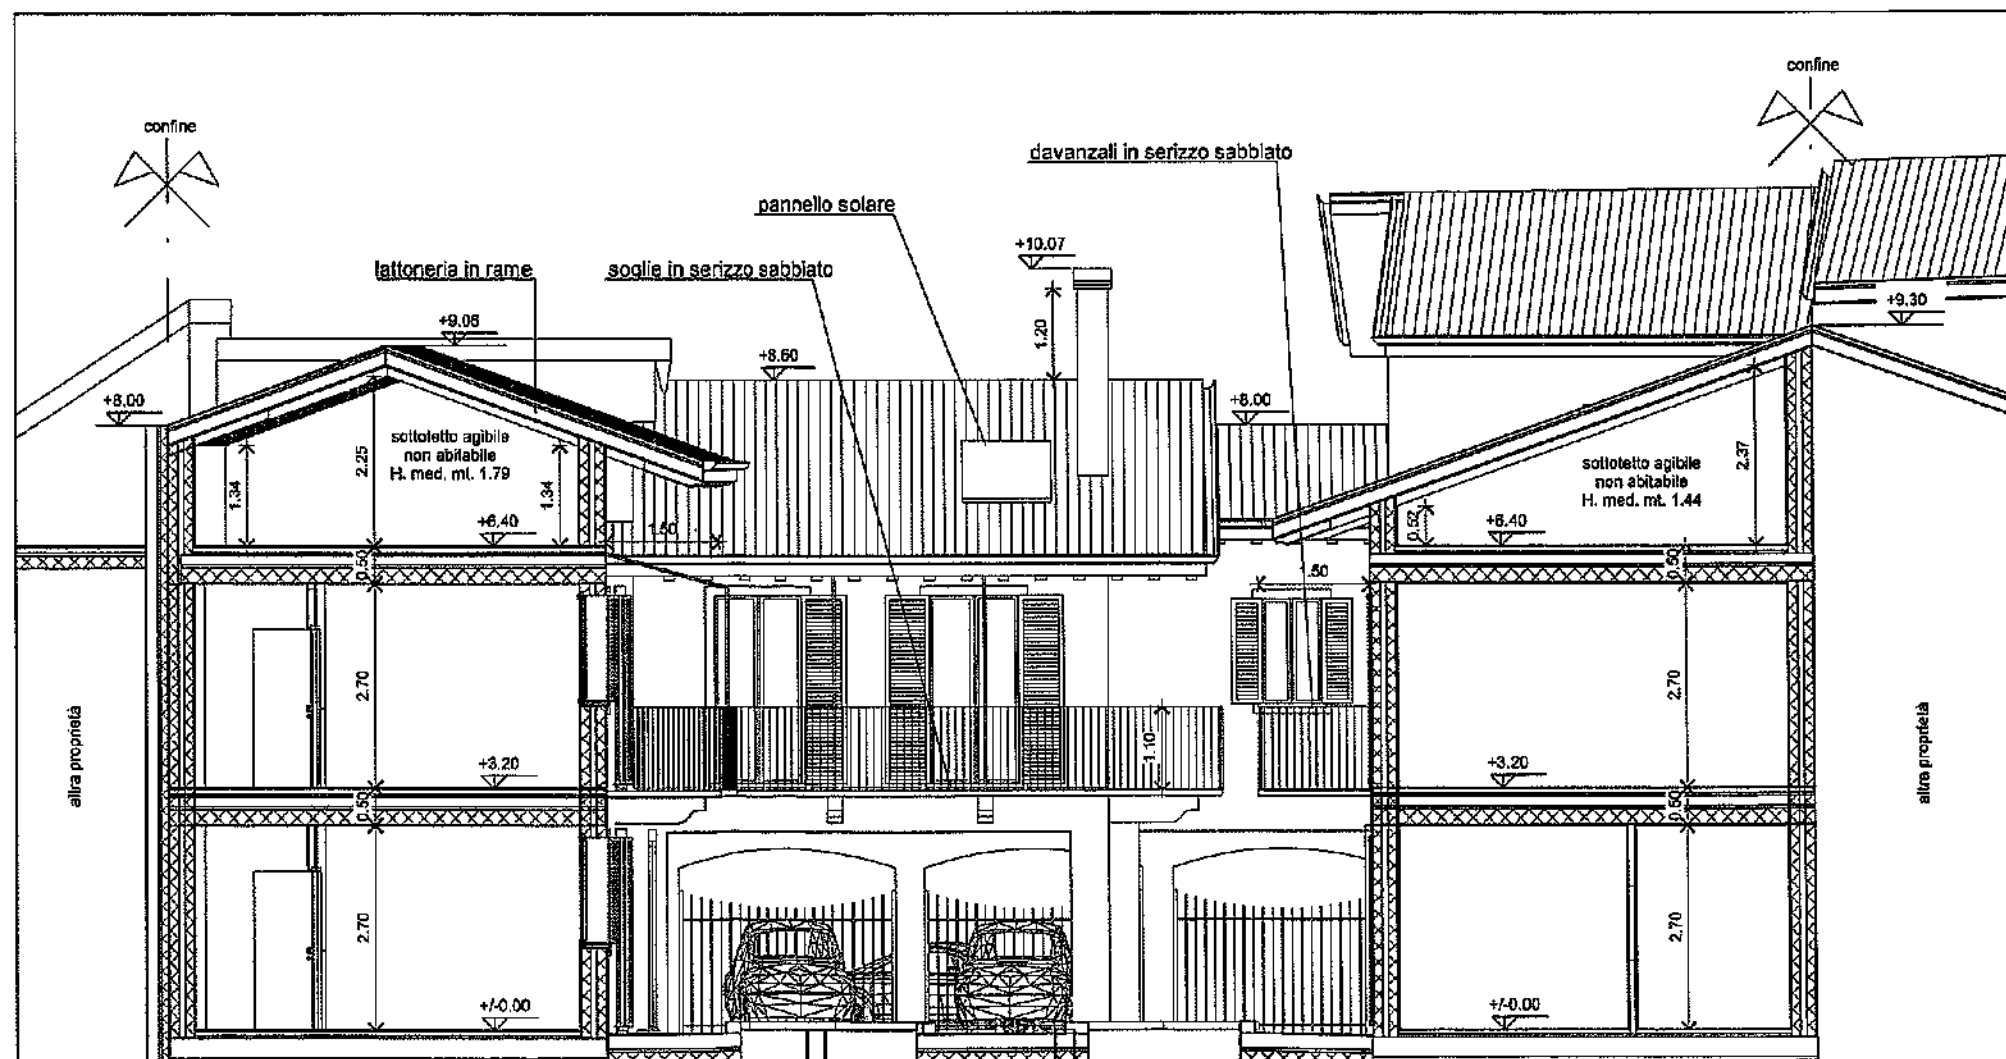 confine
confine
davanzali in serizzo sabbiato
pannello solare
+10.07
lattoneria in rame
soglie in serizzo sabbiato
+9.30
+9.05
1.20
+8.60
+8.00
+8.00
sottotetto agibile
non abitabile
H. med. mt. 1.79
2.25
1.34
1.34
2.37
sottotetto agibile
non abitabile
H. med. mt. 1.44
+6.40
1.50
0.52
+6.40
0.50
.50
0.50
2.70
2.70
altra proprietà
altra proprietà
1.10
+3.20
+3.20
0.50
0.50
2.70
2.70
+/-0.00
+/-0.00